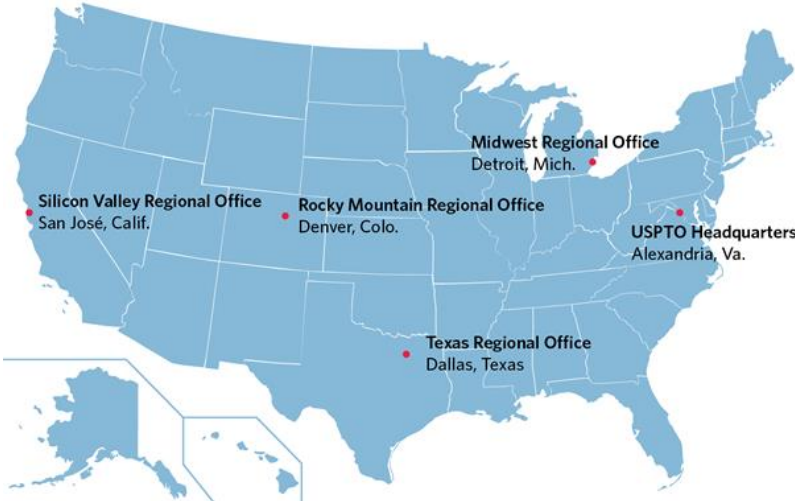 Midwest Regional Office
Detroit, Mich.
Silicon Valley Regional Office
San José, Calif.
Rocky Mountain Regional Office
Denver, Colo.
USPTO Headquarters
Alexandria, Va.
Texas Regional Office
Dallas, Texas